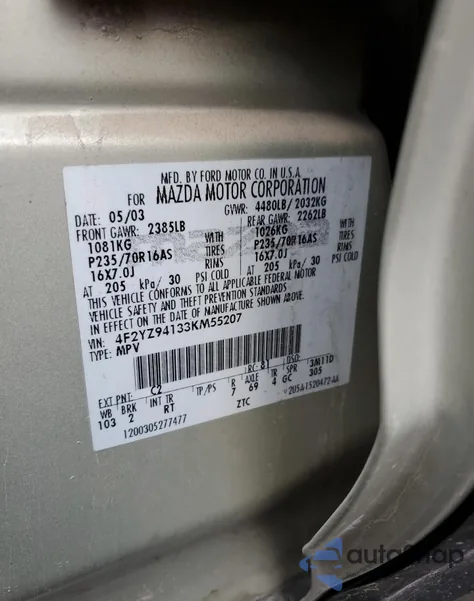 MFD. BY FORD MOTOR CO. IN U.S.A.
FOR MAZDA MOTOR CORPORATION
DATE: 05/03 GVWR: 4480LB/ 2032KG
FRONT GAWR: 2385LB REAR GAWR: 2262LB
1081KG WITH 1026KG WITH
P235/70R16AS TIRES P235/70R16AS TIRES
16X7.0J RIMS 16X7.0J RIMS
AT 205 kPa/ 30 PSI COLD AT 205 kPa/ 30 PSI COLD
THIS VEHICLE CONFORMS TO ALL APPLICABLE FEDERAL MOTOR
VEHICLE SAFETY AND THEFT PREVENTION STANDARDS
IN EFFECT ON THE DATE OF MANUFACTURE SHOWN ABOVE.
VIN: 4F2YZ94133KM55207
TYPE: MPV
EXT PNT: C2 RC: 81 DSO: 3M11D
WB BRK INT TR TP/PS R AXLE TR SPR 305
103 2 RT 7 69 4 GC
ZTC
1200305277477
autosnap